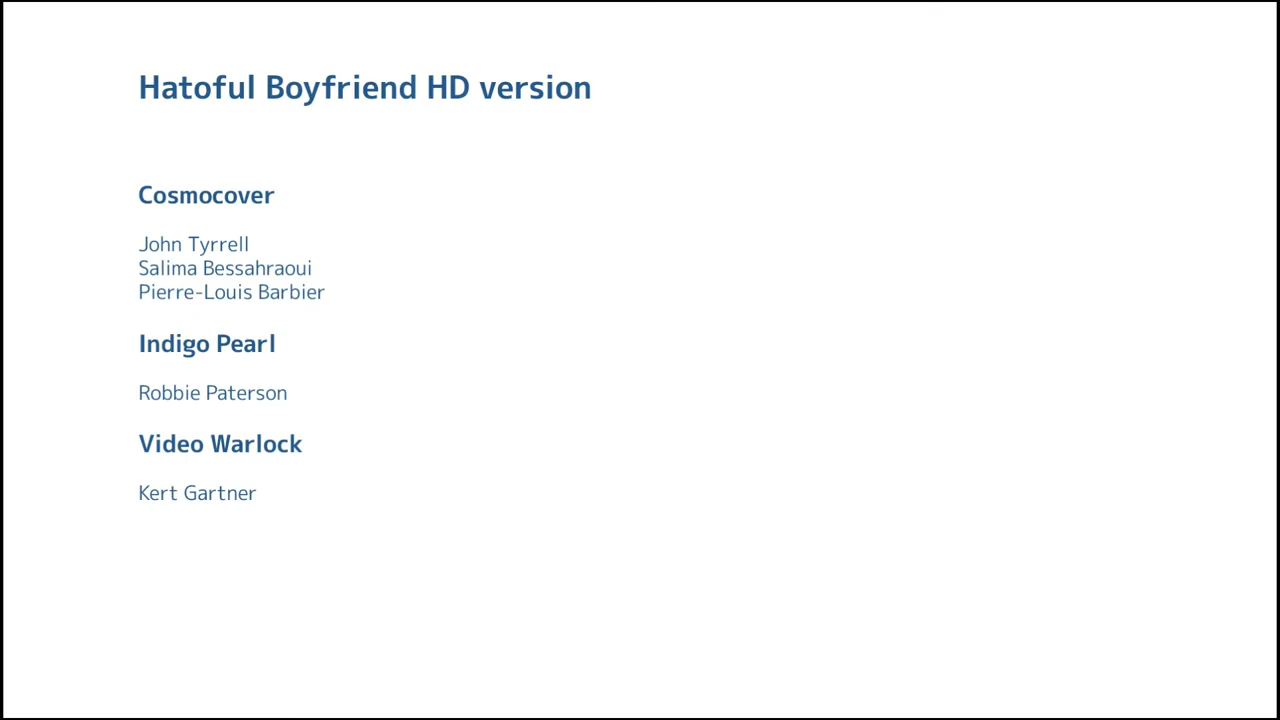 Hatoful Boyfriend HD version
Cosmocover
John Tyrrell
Salima Bessahraoui
Pierre-Louis Barbier
Indigo Pearl
Robbie Paterson
Video Warlock
Kert Gartner